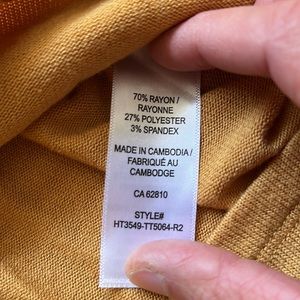 70% RAYON /
RAYONNE
27% POLYESTER
3% SPANDEX
MADE IN CAMBODIA /
FABRIQUÉ AU
CAMBODGE
CA 62810
STYLE#
HT3549-TT5064-R2